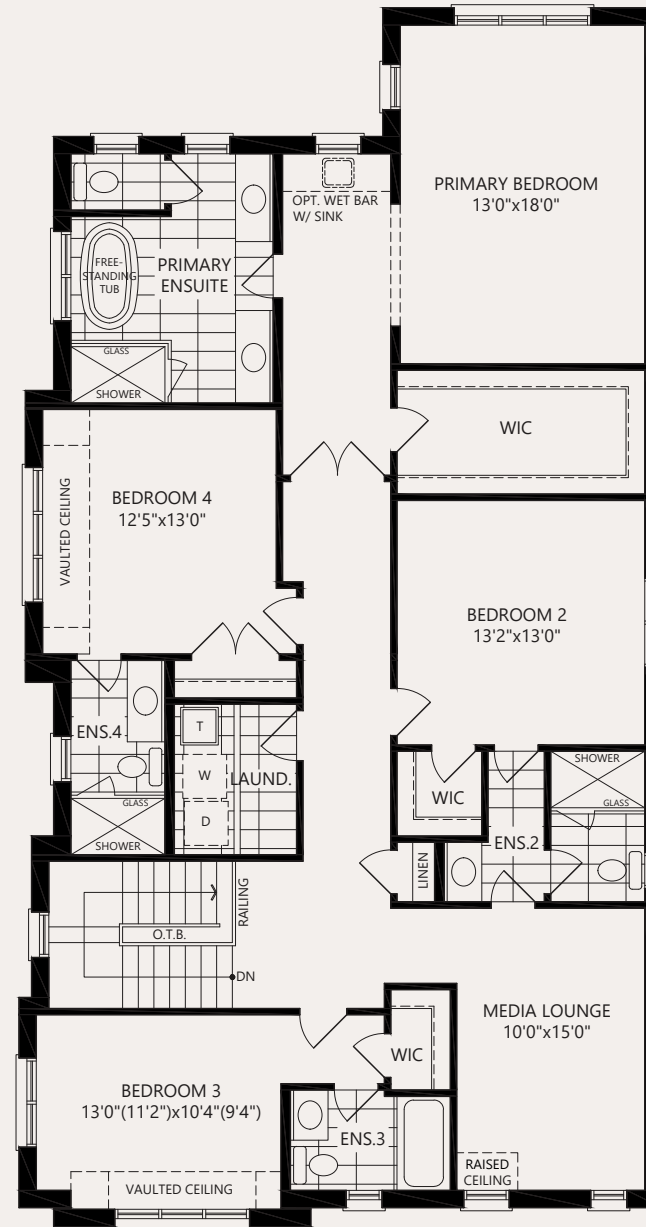 PRIMARY BEDROOM
13'0"x18'0"
OPT. WET BAR
W/ SINK
FREE-
STANDING
TUB
PRIMARY
ENSUITE
GLASS
SHOWER
WIC
BEDROOM 4
12'5"x13'0"
VAULTED CEILING
BEDROOM 2
13'2"x13'0"
ENS.4
GLASS
SHOWER
T
W
D
LAUND.
WIC
SHOWER
GLASS
ENS.2
LINEN
RAILING
O.T.B.
DN
MEDIA LOUNGE
10'0"x15'0"
WIC
BEDROOM 3
13'0"(11'2")x10'4"(9'4")
ENS.3
VAULTED CEILING
RAISED
CEILING